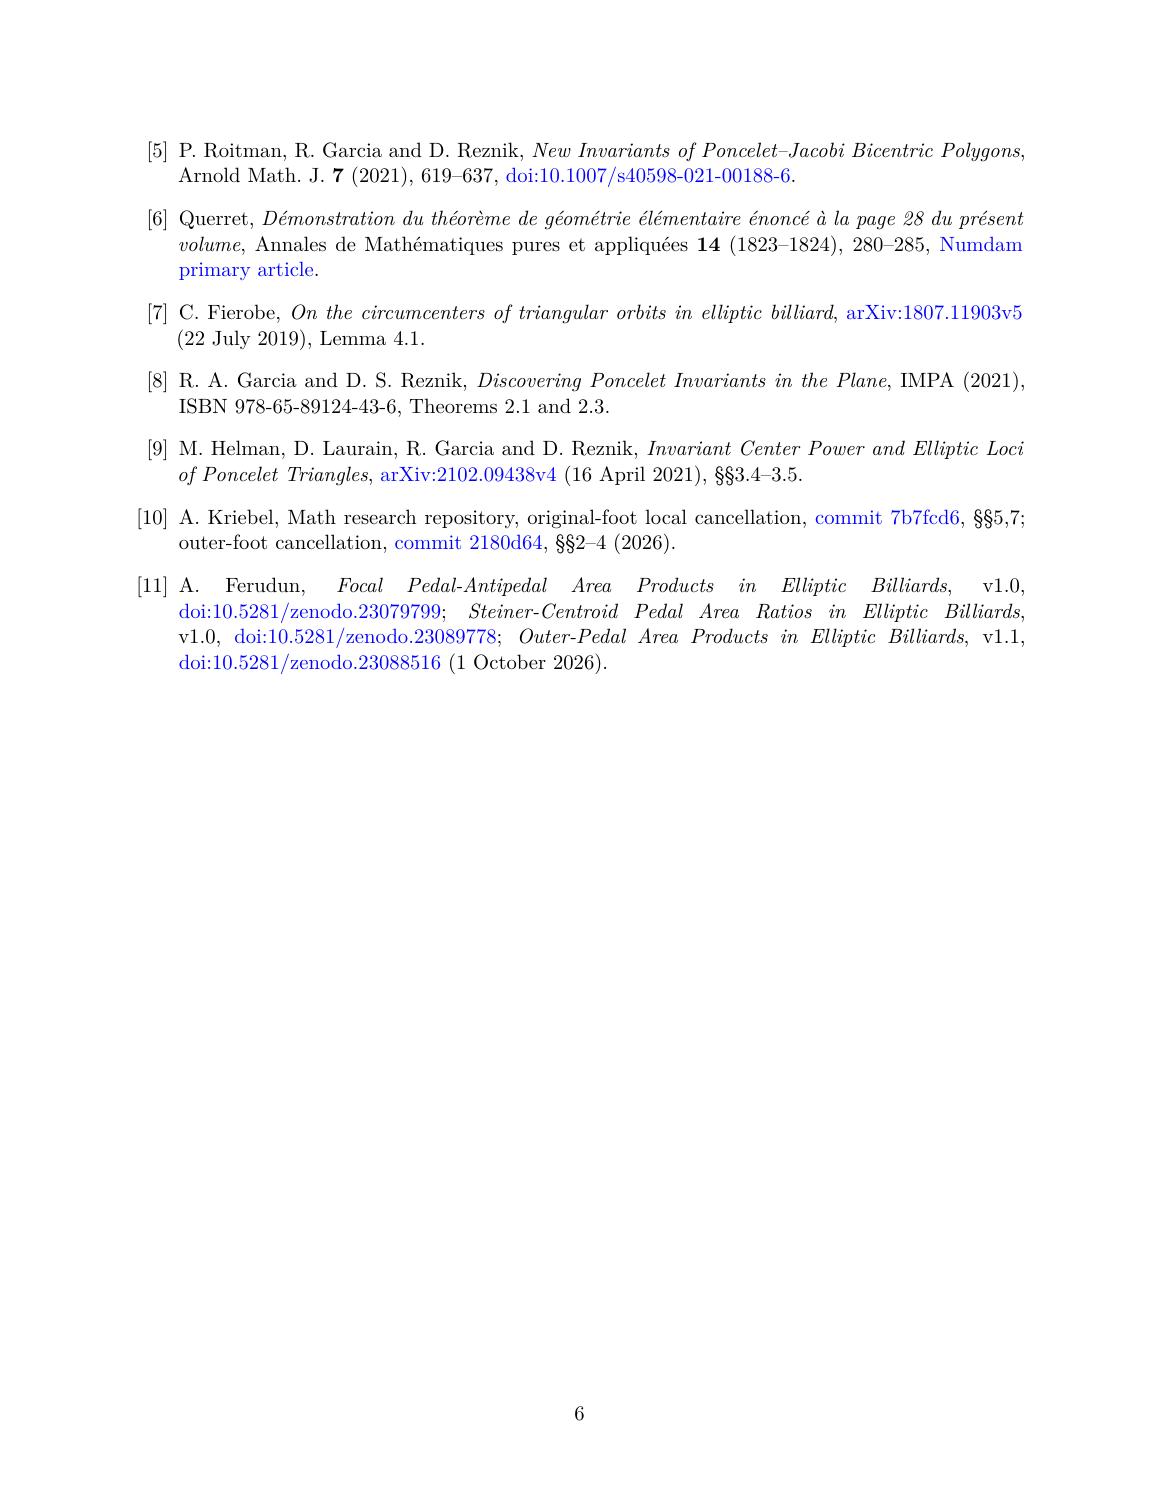 [5] P. Roitman, R. Garcia and D. Reznik, New Invariants of Poncelet–Jacobi Bicentric Polygons,
Arnold Math. J. 7 (2021), 619–637, doi:10.1007/s40598-021-00188-6.
[6] Querret, Démonstration du théorème de géométrie élémentaire énoncé à la page 28 du présent
volume, Annales de Mathématiques pures et appliquées 14 (1823–1824), 280–285, Numdam
primary article.
[7] C. Fierobe, On the circumcenters of triangular orbits in elliptic billiard, arXiv:1807.11903v5
(22 July 2019), Lemma 4.1.
[8] R. A. Garcia and D. S. Reznik, Discovering Poncelet Invariants in the Plane, IMPA (2021),
ISBN 978-65-89124-43-6, Theorems 2.1 and 2.3.
[9] M. Helman, D. Laurain, R. Garcia and D. Reznik, Invariant Center Power and Elliptic Loci
of Poncelet Triangles, arXiv:2102.09438v4 (16 April 2021), §§3.4–3.5.
[10] A. Kriebel, Math research repository, original-foot local cancellation, commit 7b7fcd6, §§5,7;
outer-foot cancellation, commit 2180d64, §§2–4 (2026).
[11] A. Ferudun, Focal Pedal-Antipedal Area Products in Elliptic Billiards, v1.0,
doi:10.5281/zenodo.23079799; Steiner-Centroid Pedal Area Ratios in Elliptic Billiards,
v1.0, doi:10.5281/zenodo.23089778; Outer-Pedal Area Products in Elliptic Billiards, v1.1,
doi:10.5281/zenodo.23088516 (1 October 2026).
6